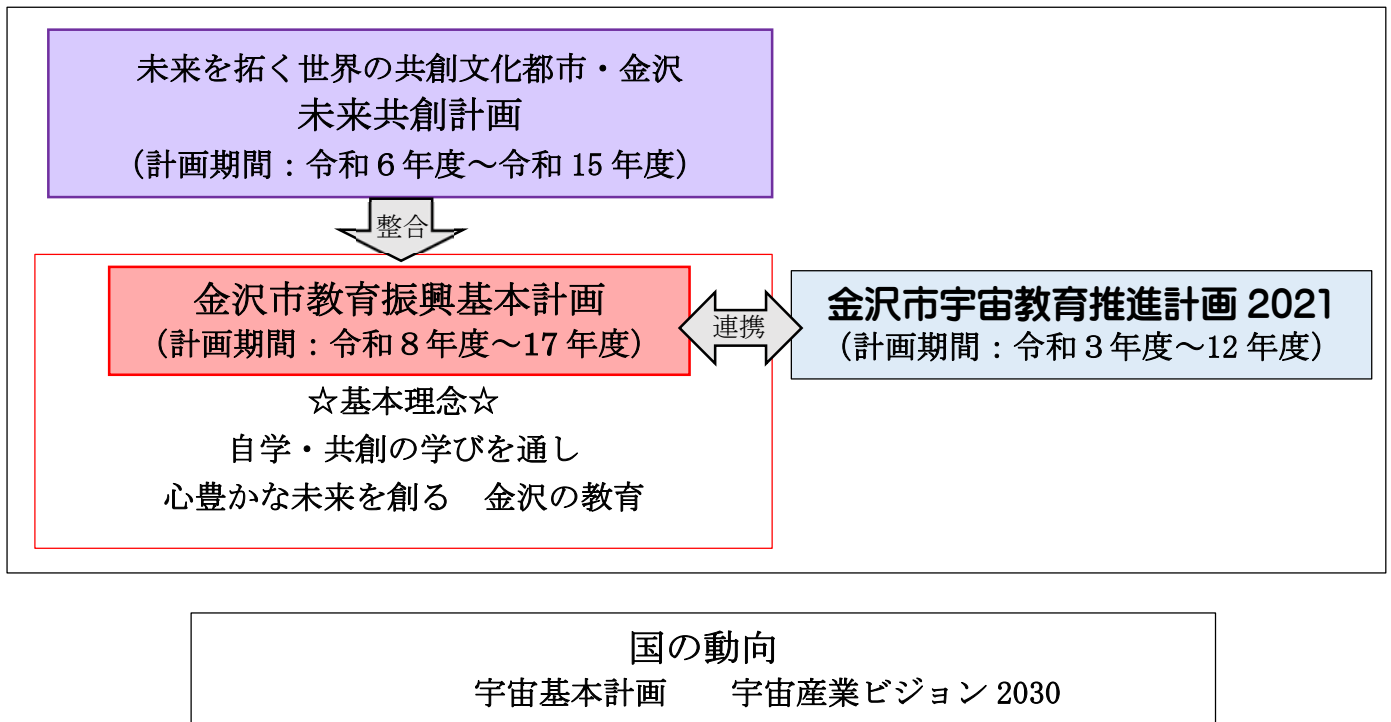 未来を拓く世界の共創文化都市・金沢
未来共創計画
（計画期間：令和６年度～令和 15 年度）
整合
金沢市教育振興基本計画
（計画期間：令和８年度～17 年度）
連携
金沢市宇宙教育推進計画 2021
（計画期間：令和３年度～12 年度）
☆基本理念☆
自学・共創の学びを通し
心豊かな未来を創る　金沢の教育
国の動向
宇宙基本計画　　宇宙産業ビジョン 2030